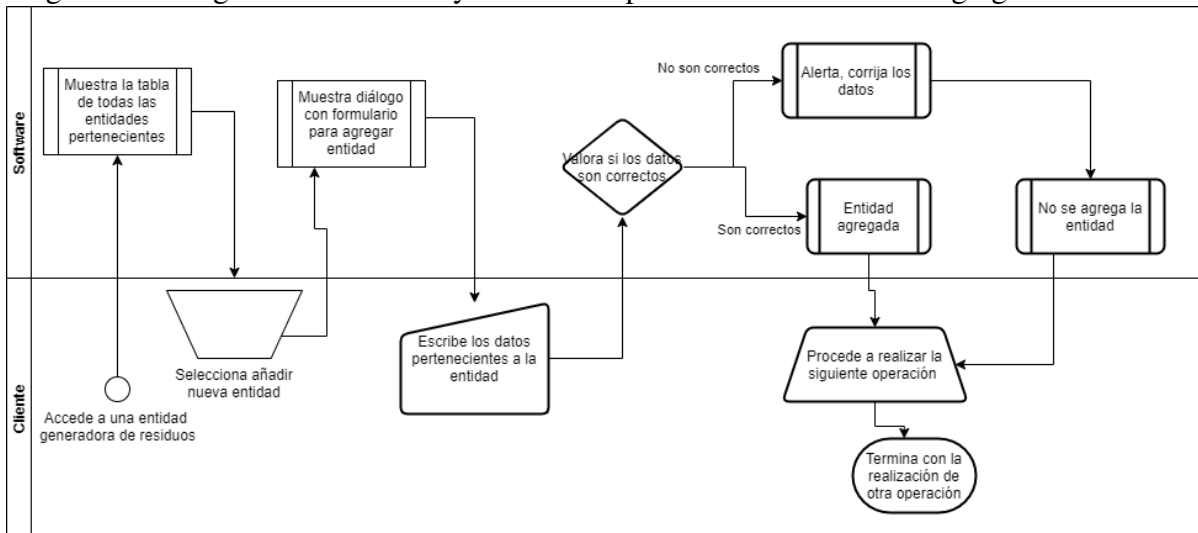 Software
Muestra la tabla
de todas las
entidades
pertenecientes
Muestra diálogo
con formulario
para agregar
entidad
Valora si los datos
son correctos
No son correctos
Alerta, corrija los
datos
Son correctos
Entidad
agregada
No se agrega la
entidad
Cliente
Accede a una entidad
generadora de residuos
Selecciona añadir
nueva entidad
Escribe los datos
pertenecientes a la
entidad
Procede a realizar la
siguiente operación
Termina con la
realización de
otra operación